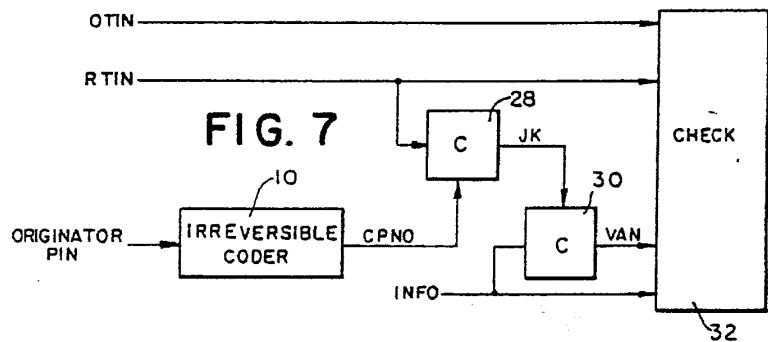 OTIN
RTIN
28
FIG. 7
C
JK
CHECK
10
30
ORIGINATOR
PIN
IRREVERSIBLE
CODER
CPNO
C
VAN
INFO
32